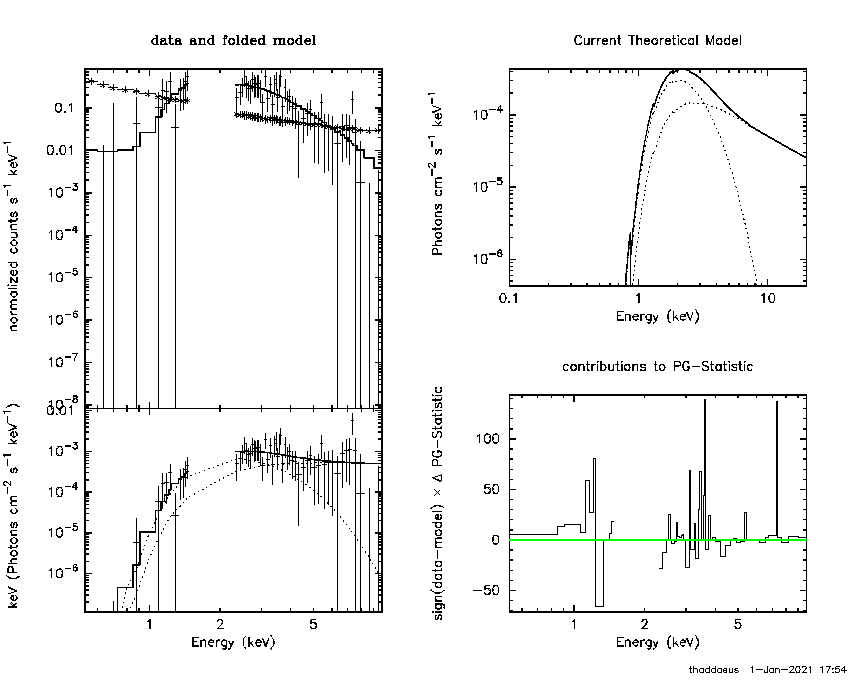 data and folded model
normalized counts s⁻¹ keV⁻¹
0.1
0.01
10⁻³
10⁻⁴
10⁻⁵
10⁻⁶
10⁻⁷
10⁻⁸
keV (Photons cm⁻² s⁻¹ keV⁻¹)
0.01
10⁻³
10⁻⁴
10⁻⁵
10⁻⁶
1 2 5
Energy (keV)
Current Theoretical Model
Photons cm⁻² s⁻¹ keV⁻¹
10⁻⁴
10⁻⁵
10⁻⁶
0.1 1 10
Energy (keV)
contributions to PG−Statistic
sign(data−model) × Δ PG−Statistic
100
50
0
−50
1 2 5
Energy (keV)
thaddaeus 1−Jan−2021 17:54